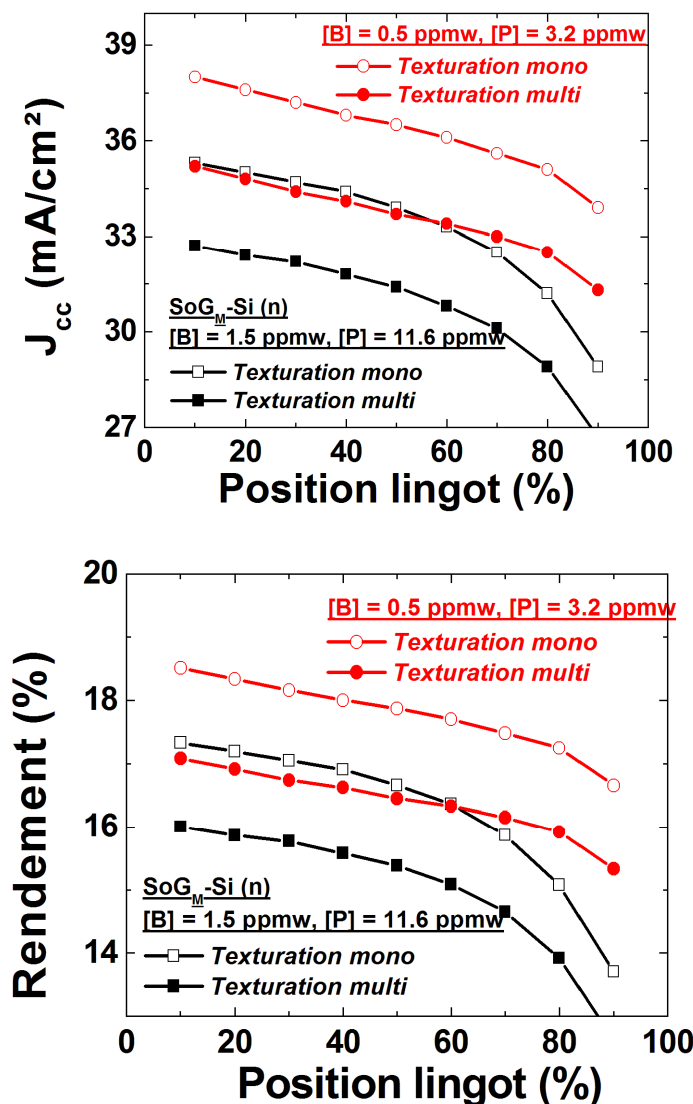 39
36
33
30
27
J_cc (mA/cm²)
[B] = 0.5 ppmw, [P] = 3.2 ppmw
Texturation mono
Texturation multi
SoG_M-Si (n)
[B] = 1.5 ppmw, [P] = 11.6 ppmw
Texturation mono
Texturation multi
0 20 40 60 80 100
Position lingot (%)
20
18
16
14
Rendement (%)
[B] = 0.5 ppmw, [P] = 3.2 ppmw
Texturation mono
Texturation multi
SoG_M-Si (n)
[B] = 1.5 ppmw, [P] = 11.6 ppmw
Texturation mono
Texturation multi
0 20 40 60 80 100
Position lingot (%)